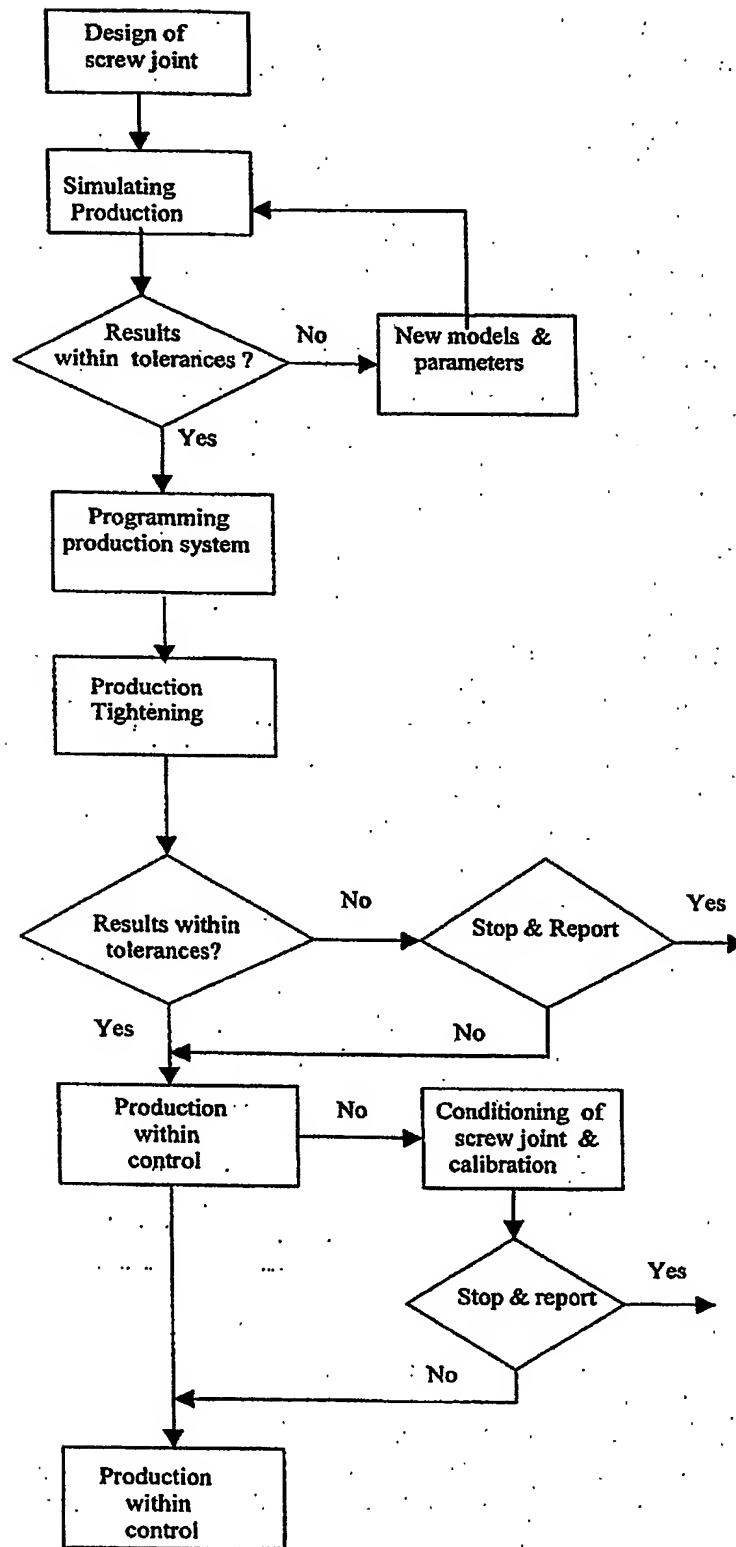 Design of
screw joint
Simulating
Production
Results
within tolerances ?
No
New models &
parameters
Yes
Programming
production system
Production
Tightening
Results within
tolerances?
No
Stop & Report
Yes
Yes
No
Production
within
control
No
Conditioning of
screw joint &
calibration
Stop & report
Yes
No
Production
within
control